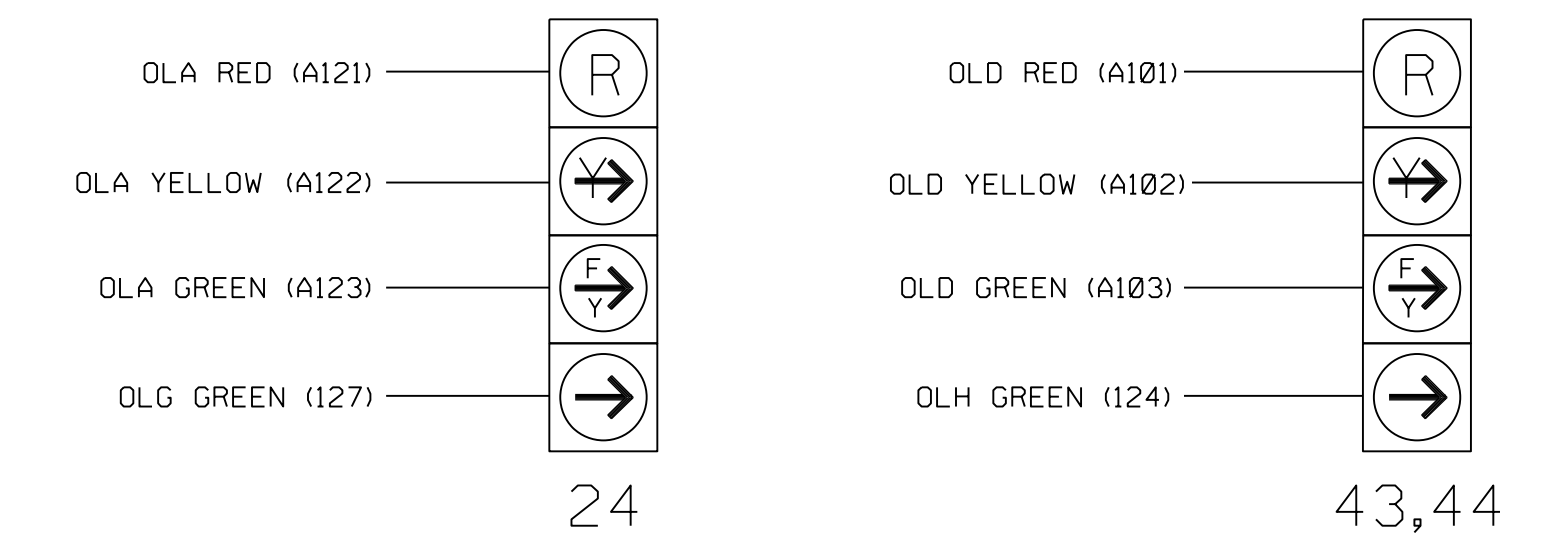 OLA RED (A121)
R
OLA YELLOW (A122)
Y
OLA GREEN (A123)
F
Y
OLG GREEN (127)
24
OLD RED (A101)
R
OLD YELLOW (A102)
Y
OLD GREEN (A103)
F
Y
OLH GREEN (124)
43,44